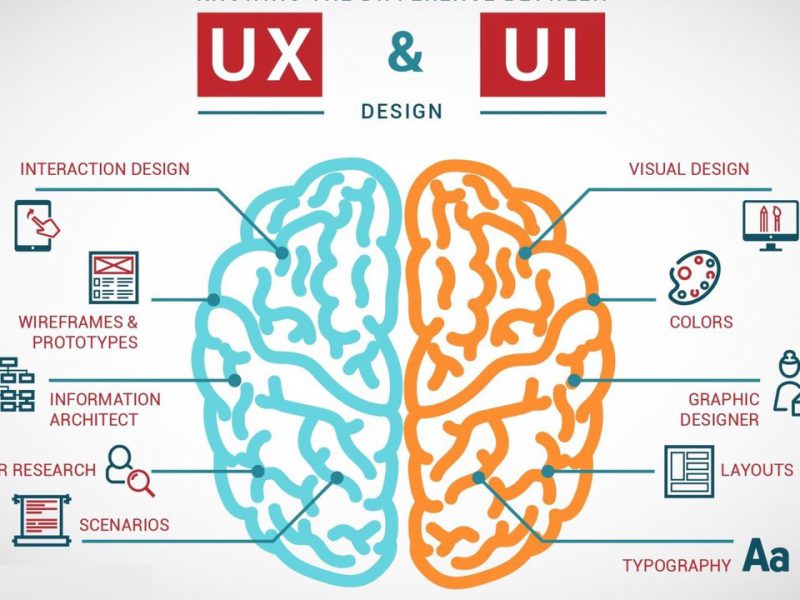 UX & UI
DESIGN
INTERACTION DESIGN
WIREFRAMES &
PROTOTYPES
INFORMATION
ARCHITECT
R RESEARCH
SCENARIOS
VISUAL DESIGN
COLORS
GRAPHIC
DESIGNER
LAYOUTS
TYPOGRAPHY Aa